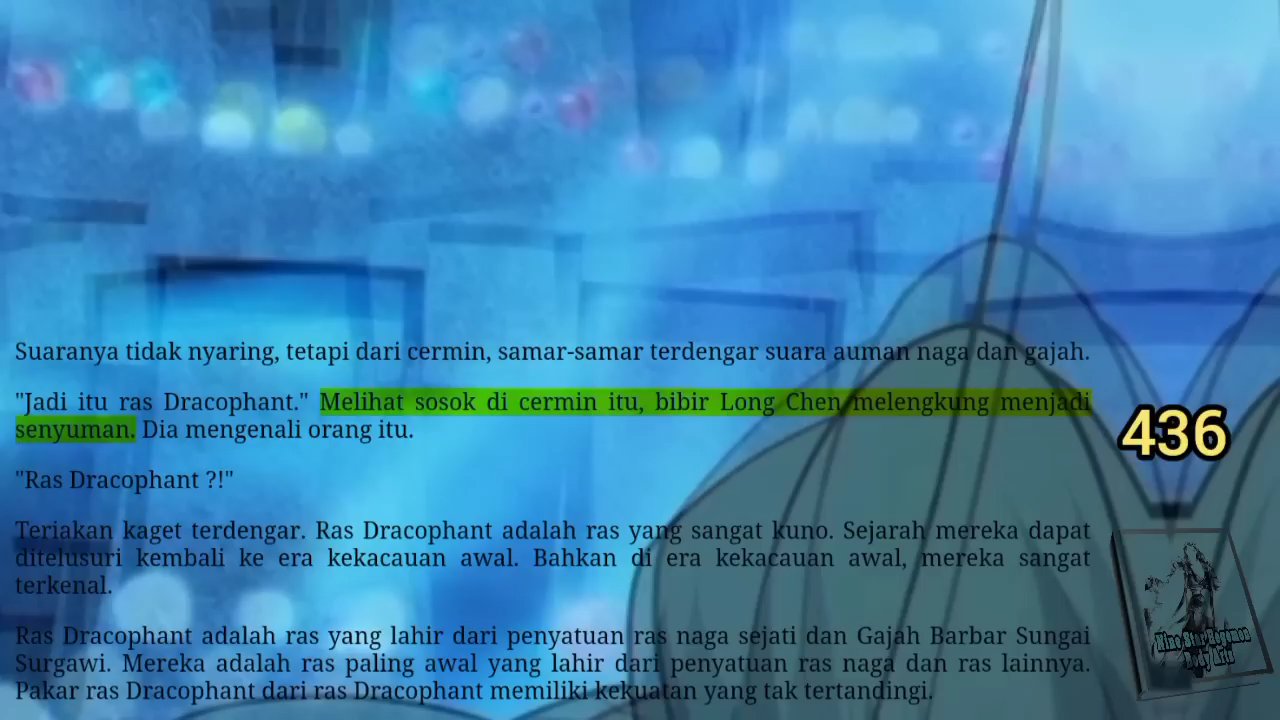 Suaranya tidak nyaring, tetapi dari cermin, samar-samar terdengar suara auman naga dan gajah.
"Jadi itu ras Dracophant." Melihat sosok di cermin itu, bibir Long Chen melengkung menjadi
senyuman. Dia mengenali orang itu.
"Ras Dracophant ?!"
Teriakan kaget terdengar. Ras Dracophant adalah ras yang sangat kuno. Sejarah mereka dapat
ditelusuri kembali ke era kekacauan awal. Bahkan di era kekacauan awal, mereka sangat
terkenal.
Ras Dracophant adalah ras yang lahir dari penyatuan ras naga sejati dan Gajah Barbar Sungai
Surgawi. Mereka adalah ras paling awal yang lahir dari penyatuan ras naga dan ras lainnya.
Pakar ras Dracophant dari ras Dracophant memiliki kekuatan yang tak tertandingi.
436
Nine Star Hegemon
Body Arts